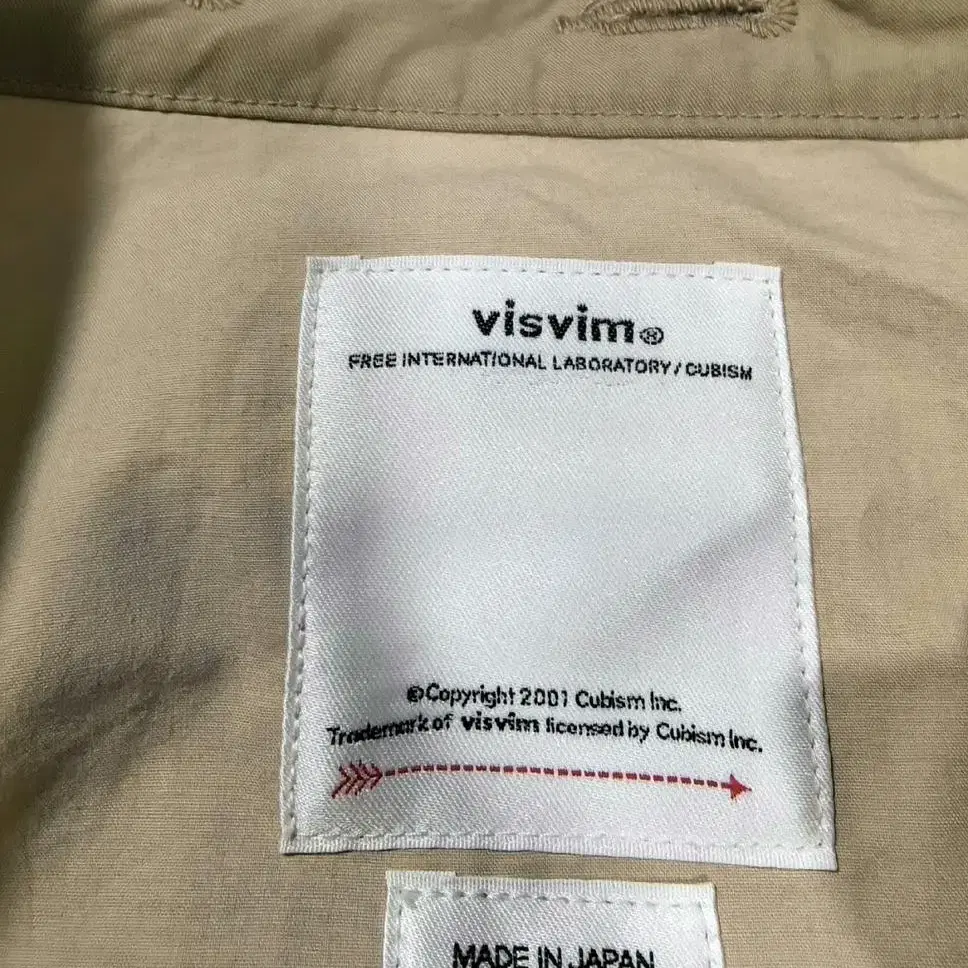 visvim®
FREE INTERNATIONAL LABORATORY / CUBISM
©Copyright 2001 Cubism Inc.
Trademark of visvim licensed by Cubism Inc.
MADE IN JAPAN